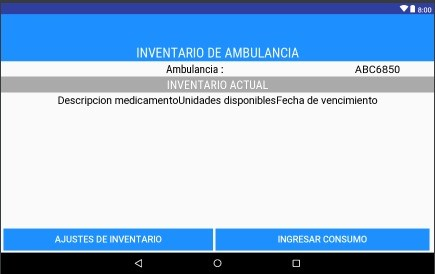 8:00
INVENTARIO DE AMBULANCIA
Ambulancia : ABC6850
INVENTARIO ACTUAL
Descripcion medicamentoUnidades disponiblesFecha de vencimiento
AJUSTES DE INVENTARIO INGRESAR CONSUMO